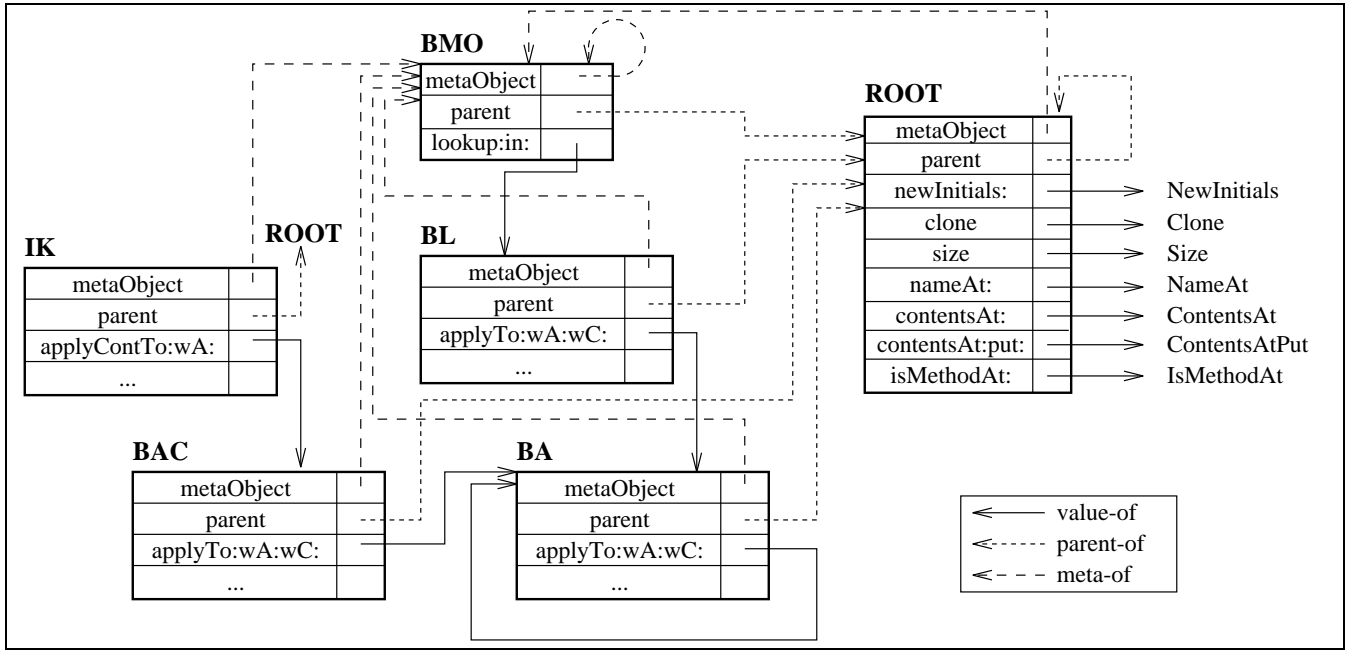 BMO
metaObject
parent
lookup:in:
ROOT
metaObject
parent
newInitials: NewInitials
clone Clone
size Size
nameAt: NameAt
contentsAt: ContentsAt
contentsAt:put: ContentsAtPut
isMethodAt: IsMethodAt
IK
ROOT
metaObject
parent
applyContTo:wA:
...
BL
metaObject
parent
applyTo:wA:wC:
...
BAC
metaObject
parent
applyTo:wA:wC:
...
BA
metaObject
parent
applyTo:wA:wC:
...
value-of
parent-of
meta-of